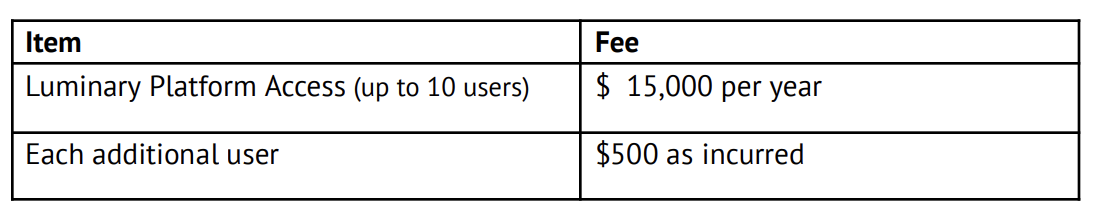 Item Fee
Luminary Platform Access (up to 10 users) $ 15,000 per year
Each additional user $500 as incurred